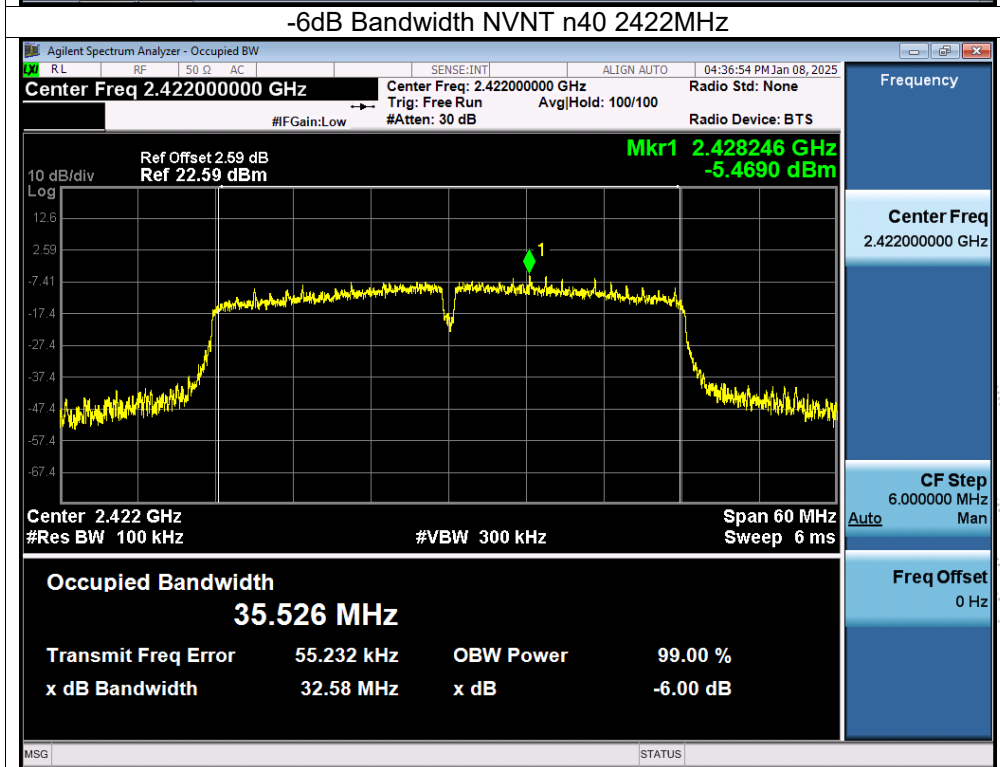 -6dB Bandwidth NVNT n40 2422MHz
Agilent Spectrum Analyzer - Occupied BW
LXI RL RF 50 Ω AC SENSE:INT ALIGN AUTO 04:36:54 PM Jan 08, 2025
Center Freq 2.422000000 GHz
Center Freq: 2.422000000 GHz Radio Std: None
Trig: Free Run Avg|Hold: 100/100
#IFGain:Low #Atten: 30 dB Radio Device: BTS
Frequency
Mkr1 2.428246 GHz
-5.4690 dBm
Ref Offset 2.59 dB
10 dB/div Ref 22.59 dBm
Log
12.6
2.59
-7.41
-17.4
-27.4
-37.4
-47.4
-57.4
-67.4
1
Center Freq
2.422000000 GHz
Center 2.422 GHz Span 60 MHz
#Res BW 100 kHz #VBW 300 kHz Sweep 6 ms
CF Step
6.000000 MHz
Auto Man
Occupied Bandwidth
35.526 MHz
Freq Offset
0 Hz
Transmit Freq Error 55.232 kHz OBW Power 99.00 %
x dB Bandwidth 32.58 MHz x dB -6.00 dB
MSG STATUS